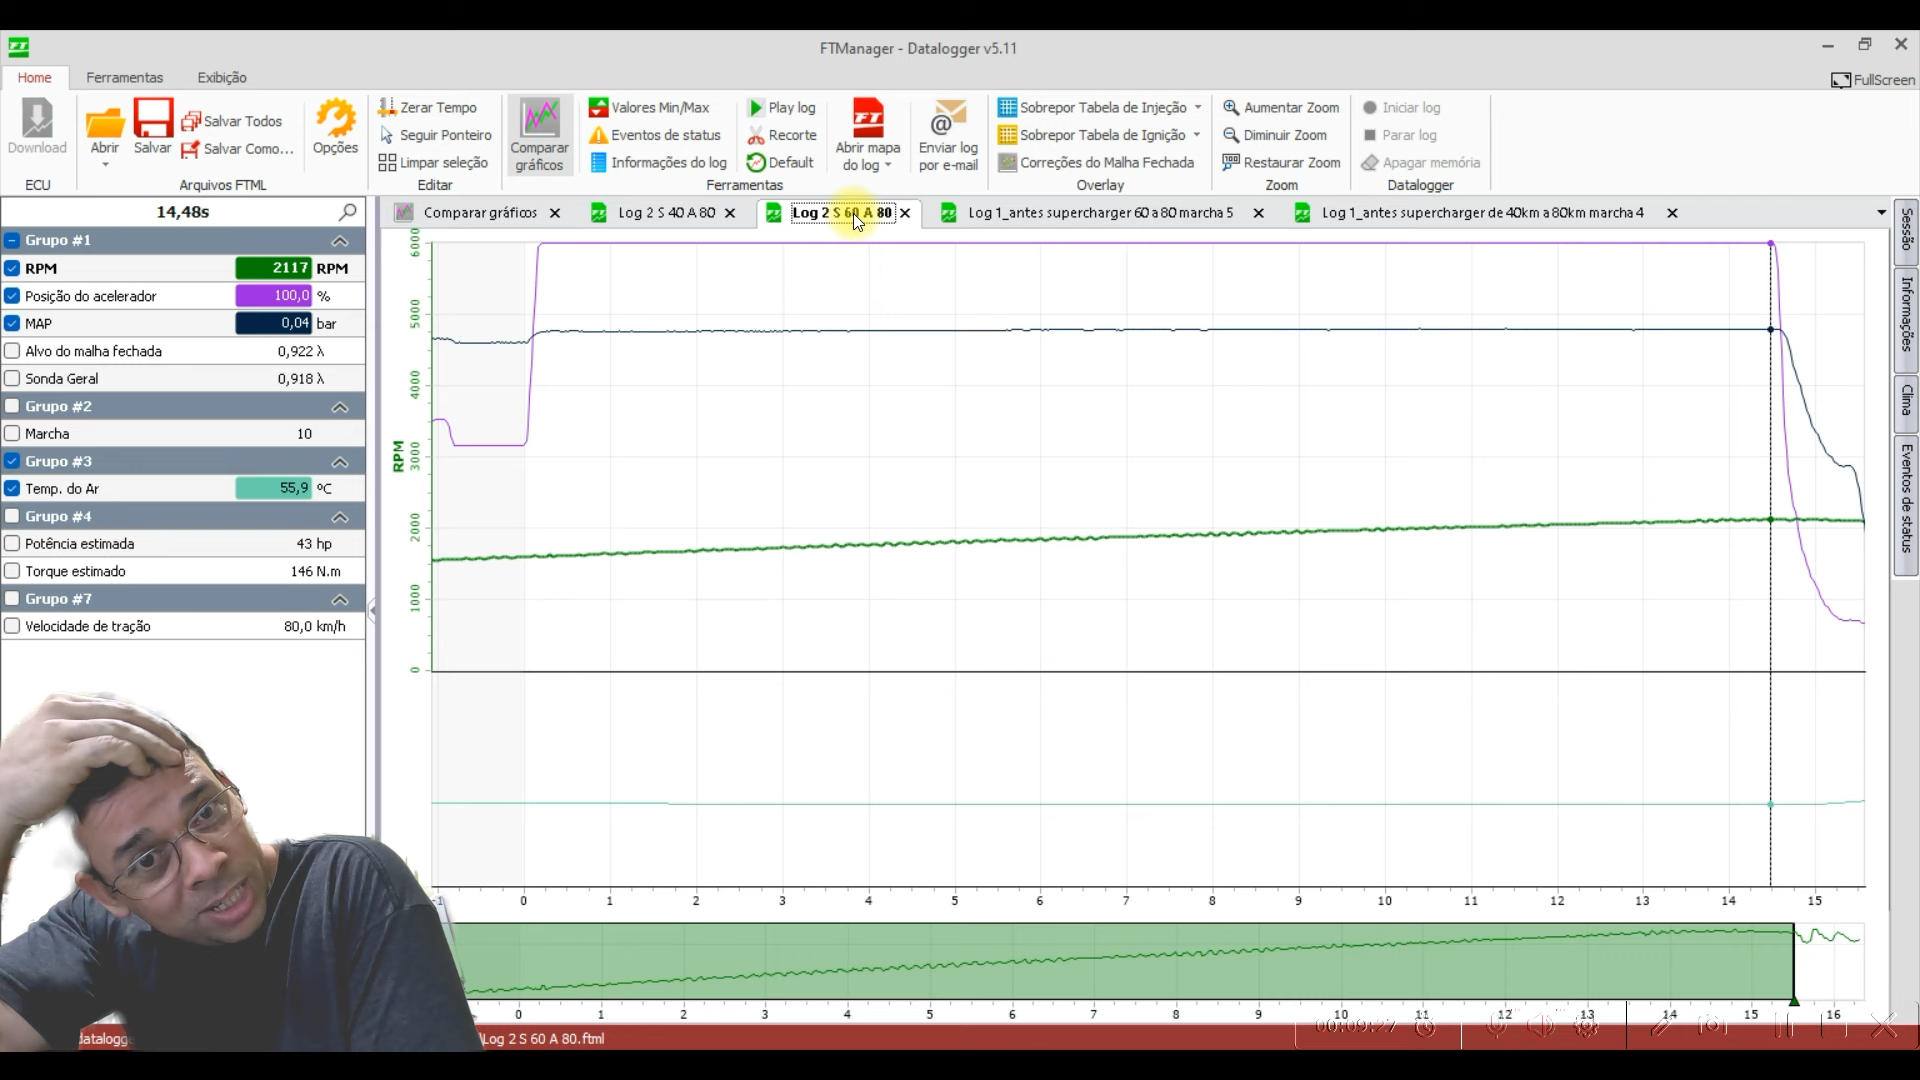 FTManager - Datalogger v5.11
Home Ferramentas Exibição FullScreen
Download
ECU
Abrir
Salvar
Salvar Todos
Salvar Como...
Arquivos FTML
Opções
Zerar Tempo
Seguir Ponteiro
Limpar seleção
Editar
Comparar
gráficos
Valores Min/Max
Eventos de status
Informações do log
Play log
Recorte
Default
Abrir mapa
do log
Enviar log
por e-mail
Ferramentas
Sobrepor Tabela de Injeção
Sobrepor Tabela de Ignição
Correções do Malha Fechada
Overlay
Aumentar Zoom
Diminuir Zoom
Restaurar Zoom
Zoom
Iniciar log
Parar log
Apagar memória
Datalogger
14,48s
Comparar gráficos
Log 2 S 40 A 80
Log 2 S 60 A 80
Log 1_antes supercharger 60 a 80 marcha 5
Log 1_antes supercharger de 40km a 80km marcha 4
Grupo #1
RPM 2117 RPM
Posição do acelerador 100,0 %
MAP 0,04 bar
Alvo do malha fechada 0,922 λ
Sonda Geral 0,918 λ
Grupo #2
Marcha 10
Grupo #3
Temp. do Ar 55,9 ºC
Grupo #4
Potência estimada 43 hp
Torque estimado 146 N.m
Grupo #7
Velocidade de tração 80,0 km/h
RPM
6000
5000
4000
3000
2000
1000
0
-1 0 1 2 3 4 5 6 7 8 9 10 11 12 13 14 15
0 1 2 3 4 5 6 7 8 9 10 11 12 13 14 15 16
Sessão
Informações
Clima
Eventos de status
Log 2 S 60 A 80.ftml
00:09:27